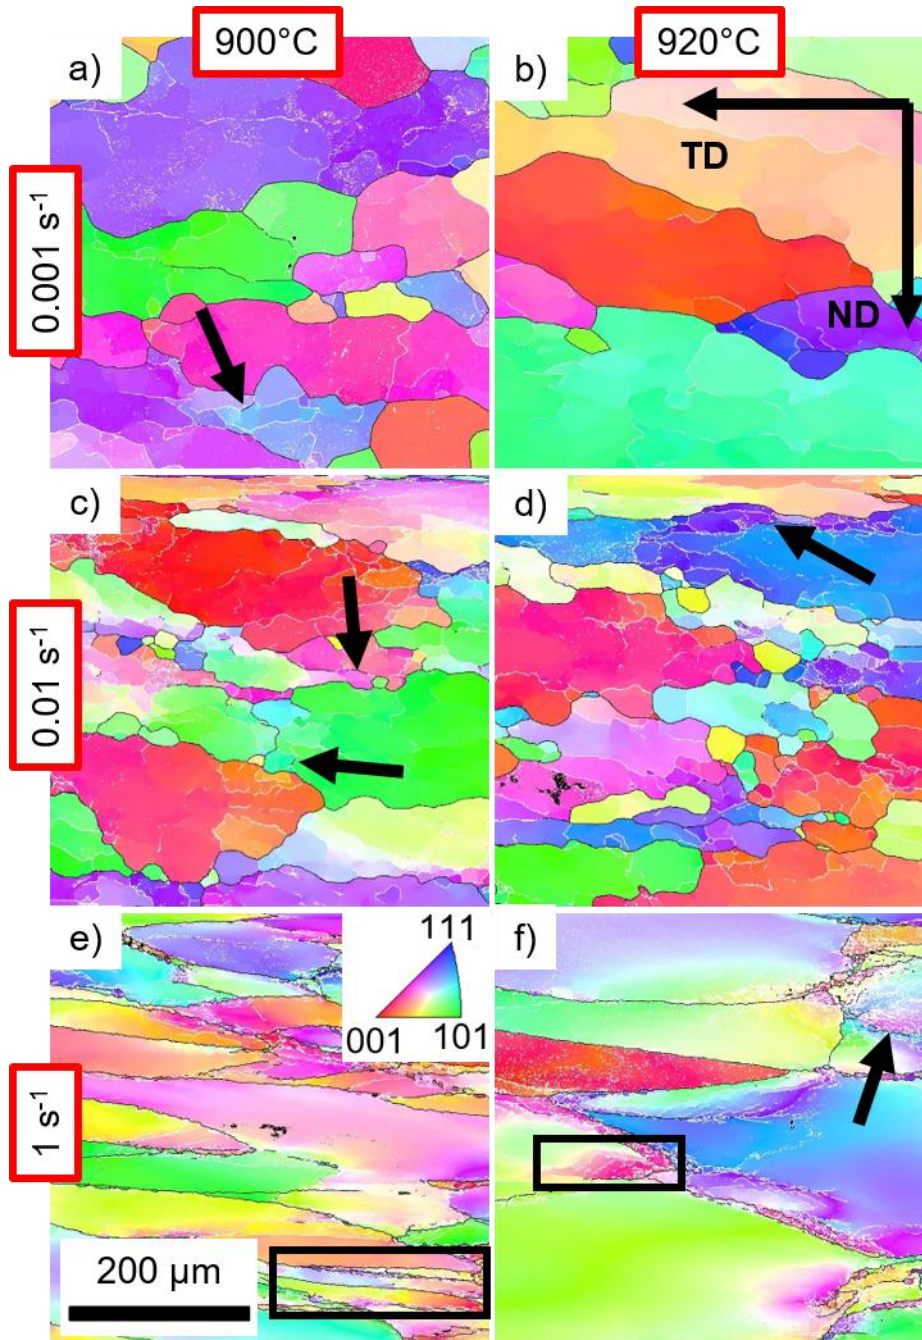 900°C
920°C
a)
b)
TD
ND
0.001 s⁻¹
c)
d)
0.01 s⁻¹
e)
111
001
101
f)
1 s⁻¹
200 µm